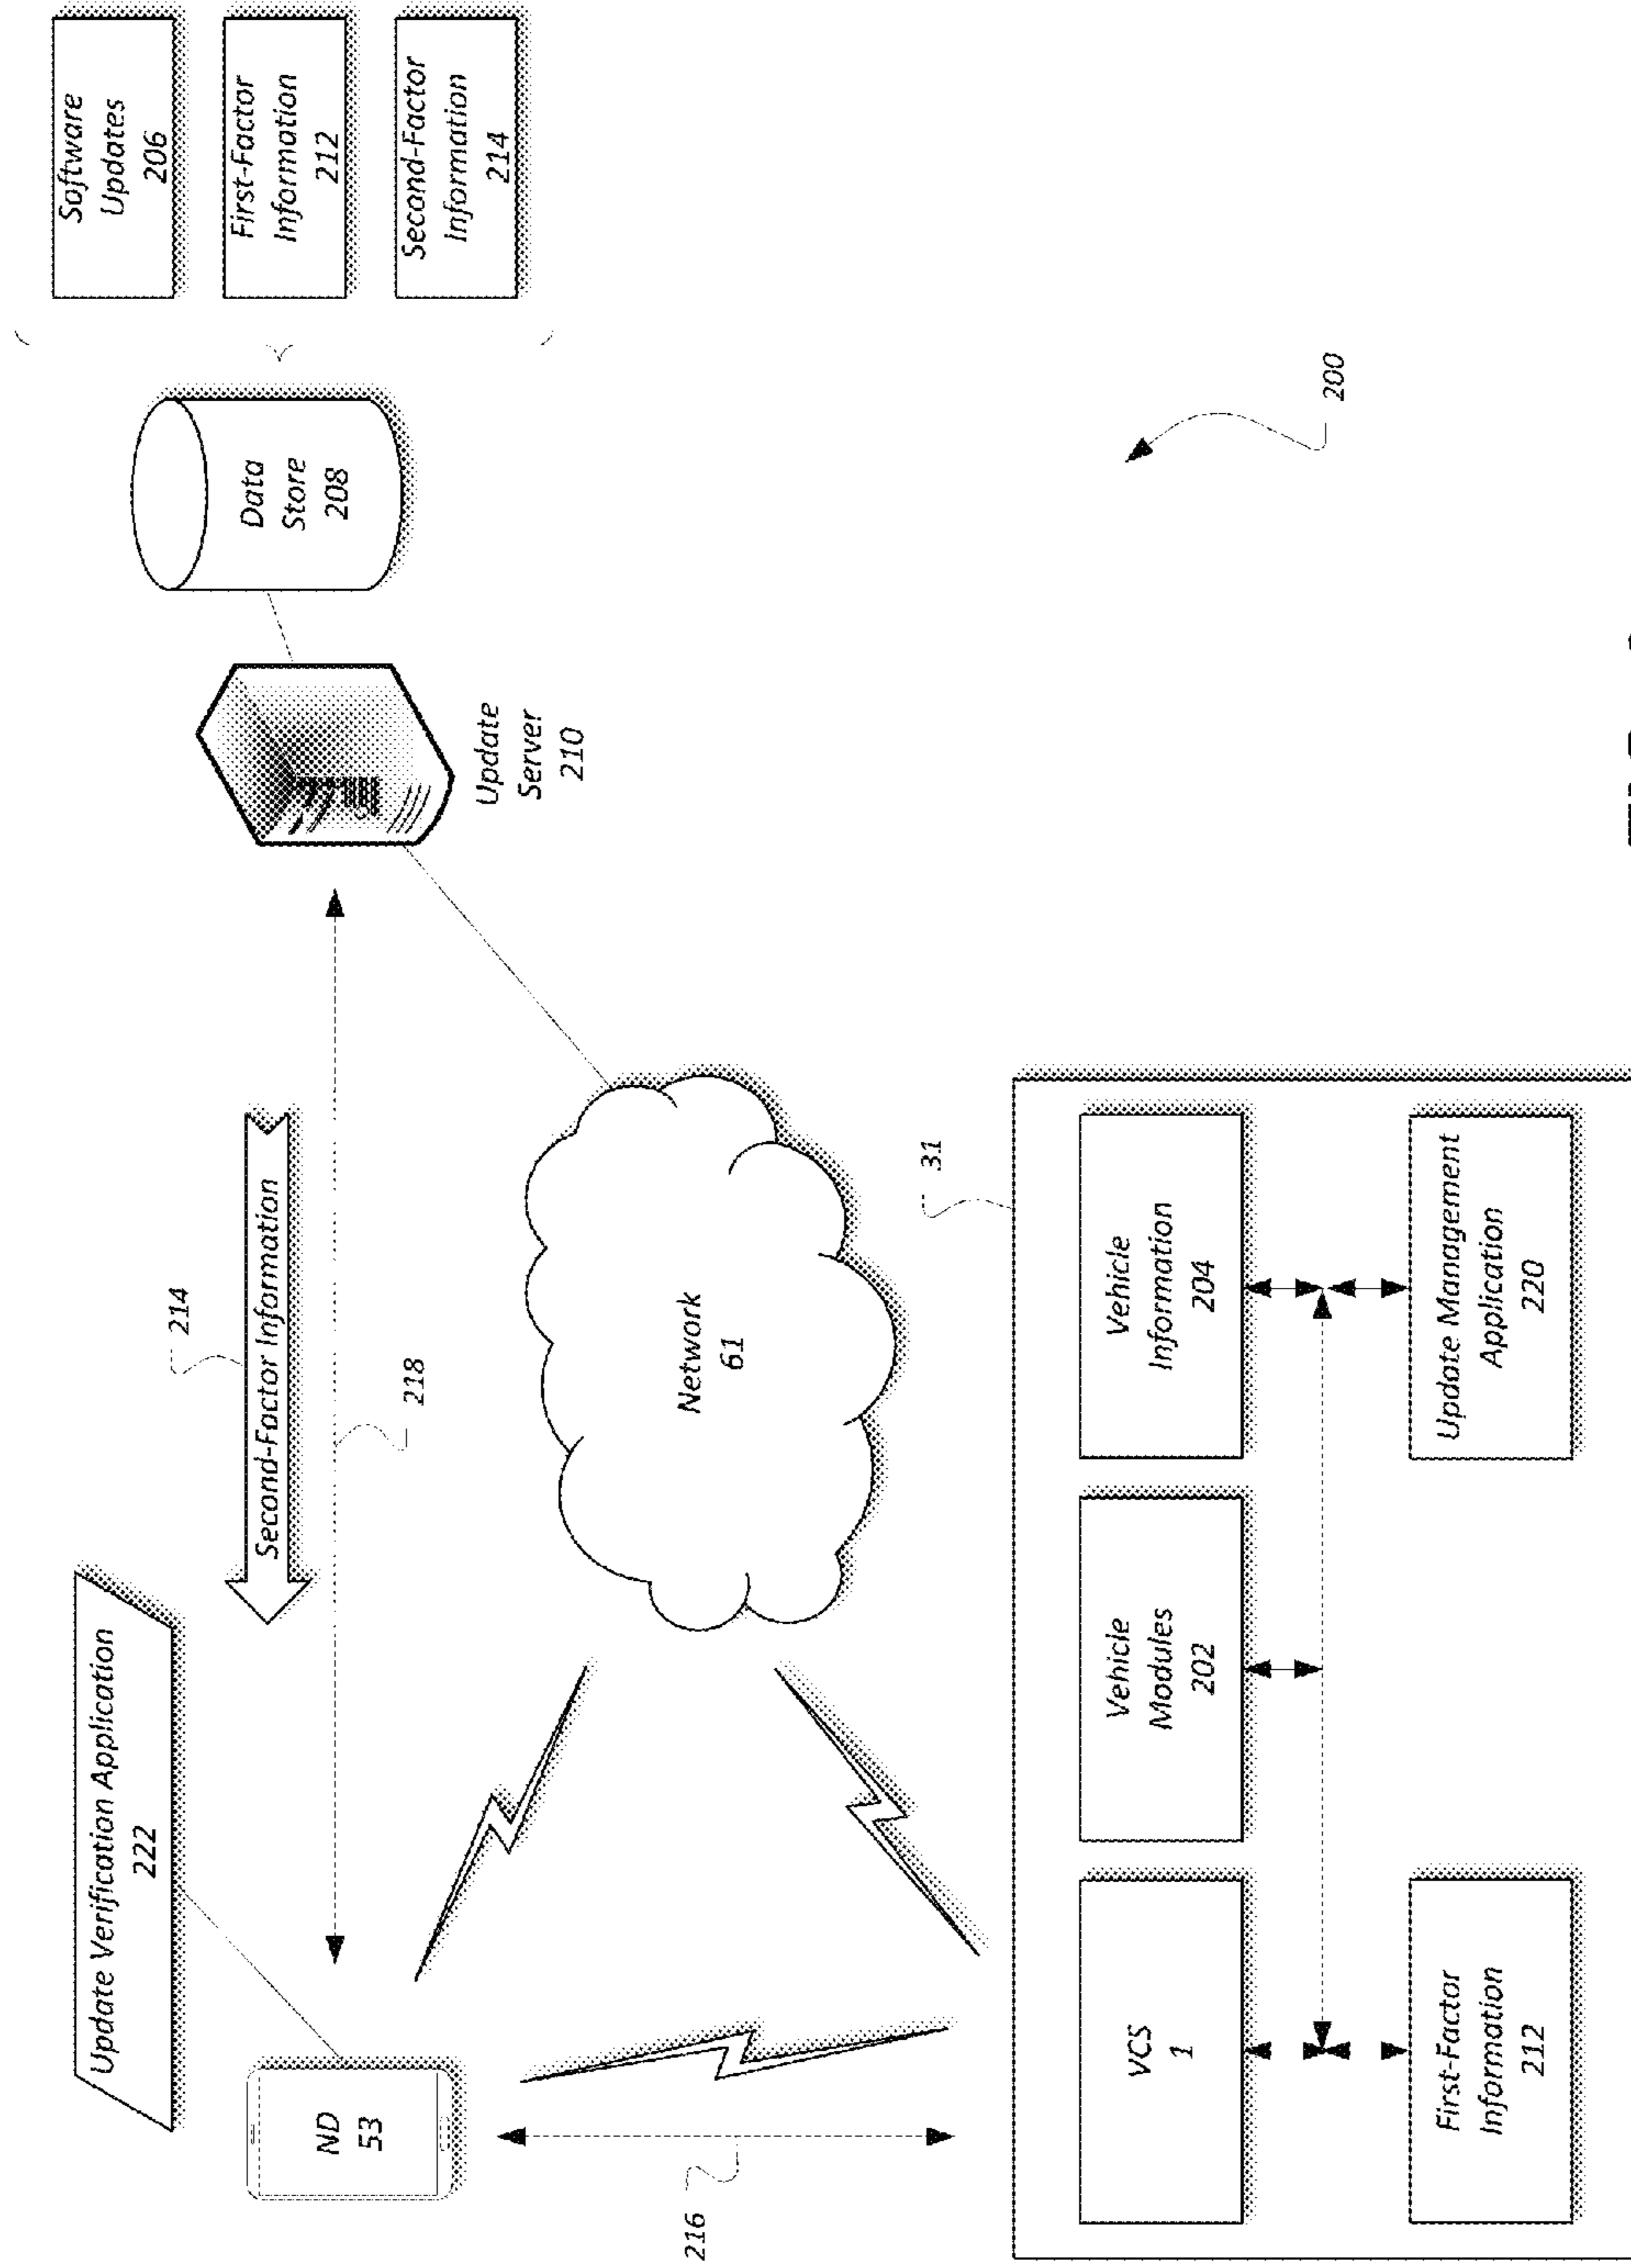 Update Verification Application
222
ND
53
214
Second-Factor Information
218
216
Update
Server
210
Data
Store
208
Software
Updates
206
First-Factor
Information
212
Second-Factor
Information
214
Network
61
31
VCS
1
Vehicle
Modules
202
Vehicle
Information
204
First-Factor
Information
212
Update Management
Application
220
200